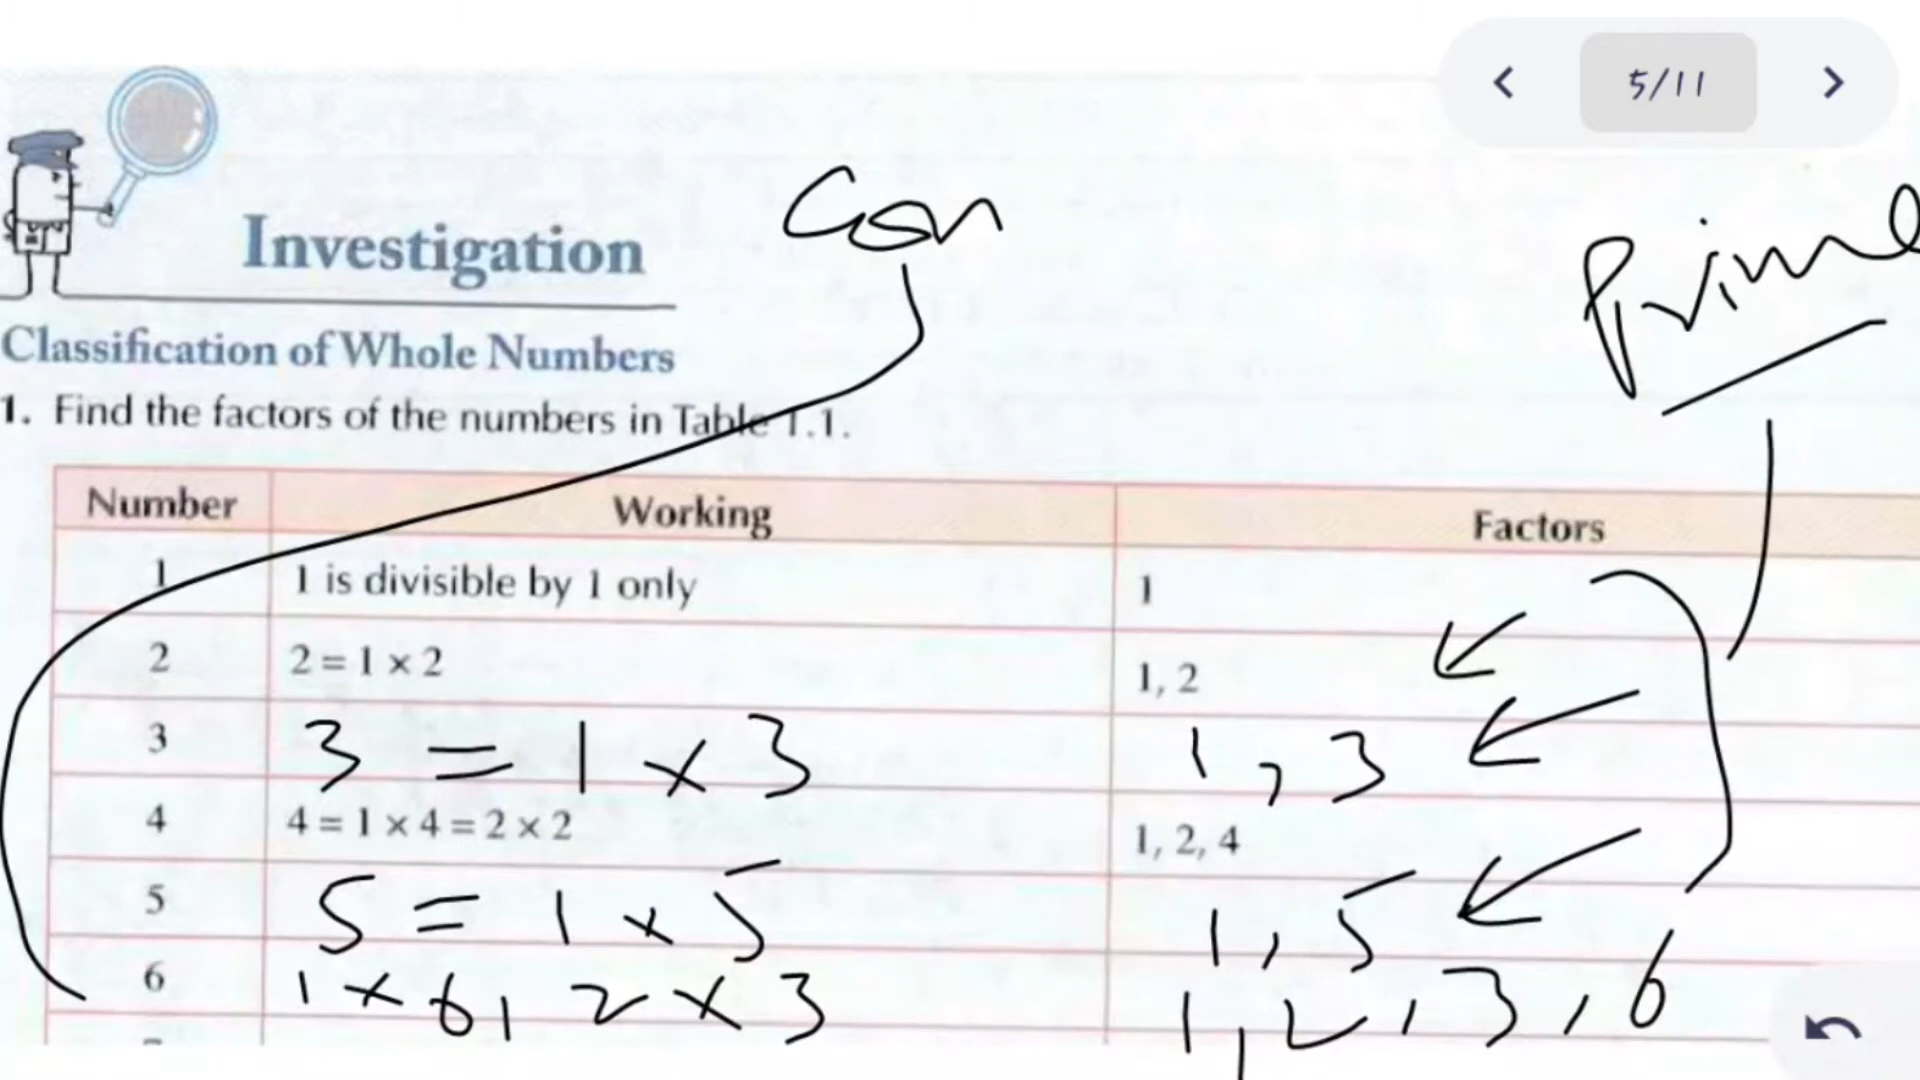 5/11
Con
Prime
Investigation
Classification of Whole Numbers
1. Find the factors of the numbers in Table 1.1.
Number Working Factors
1 1 is divisible by 1 only 1
2 2 = 1 × 2 1, 2
3 3 = 1 × 3 1, 3
4 4 = 1 × 4 = 2 × 2 1, 2, 4
5 5 = 1 × 5 1, 5
6 1 × 6, 2 × 3 1, 2, 3, 6